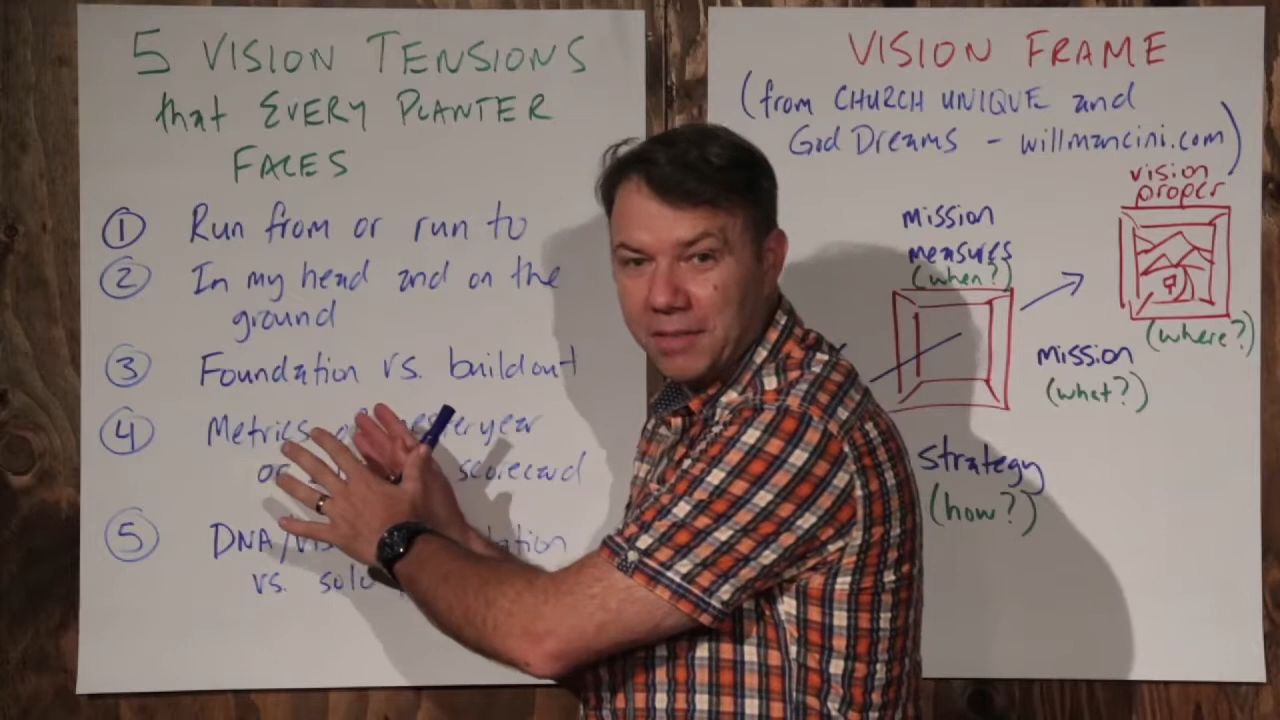 5 VISION TENSIONS
that EVERY PLANTER
FACES
① Run from or run to
② In my head and on the
ground
③ Foundation vs. buildout
④ Metrics
or scorecard
⑤ DNA/
vs.
VISION FRAME
(from CHURCH UNIQUE and
God Dreams - willmancini.com)
vision
proper
(where?)
mission
measures
(when?)
mission
(what?)
strategy
(how?)